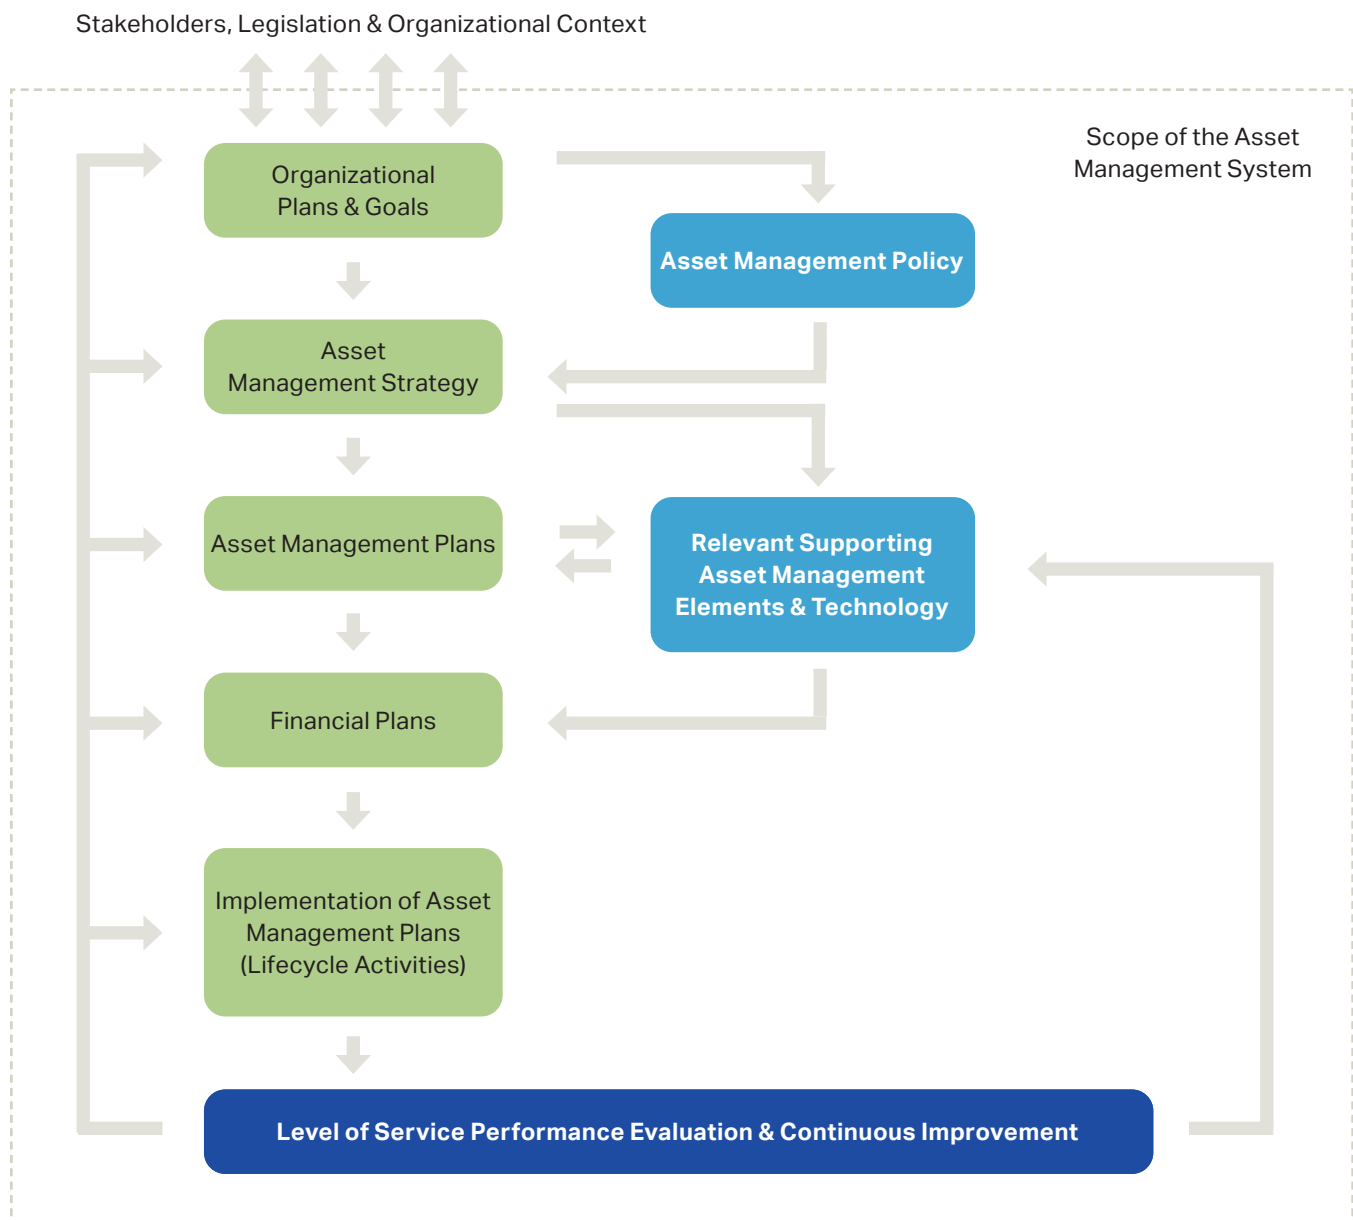 Stakeholders, Legislation & Organizational Context
Scope of the Asset
Management System
Organizational
Plans & Goals
Asset Management Policy
Asset
Management Strategy
Asset Management Plans
Relevant Supporting
Asset Management
Elements & Technology
Financial Plans
Implementation of Asset
Management Plans
(Lifecycle Activities)
Level of Service Performance Evaluation & Continuous Improvement